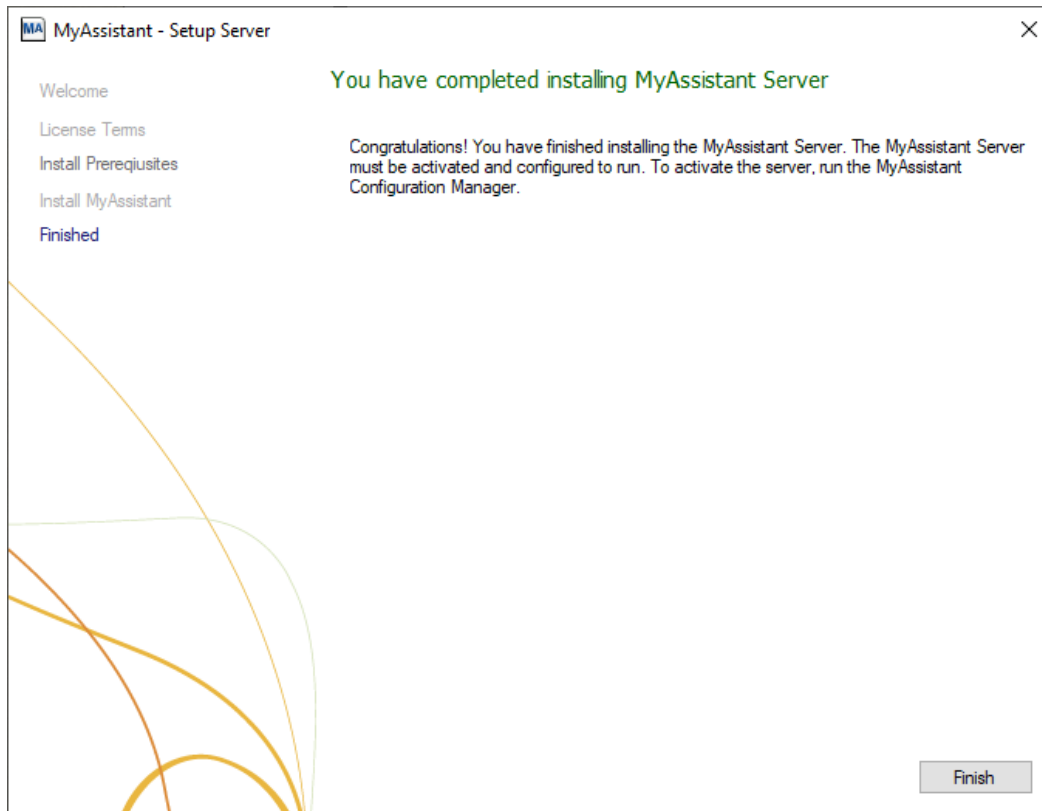 MA MyAssistant - Setup Server
Welcome
License Terms
Install Prereqiusites
Install MyAssistant
Finished
You have completed installing MyAssistant Server
Congratulations! You have finished installing the MyAssistant Server. The MyAssistant Server
must be activated and configured to run. To activate the server, run the MyAssistant
Configuration Manager.
Finish